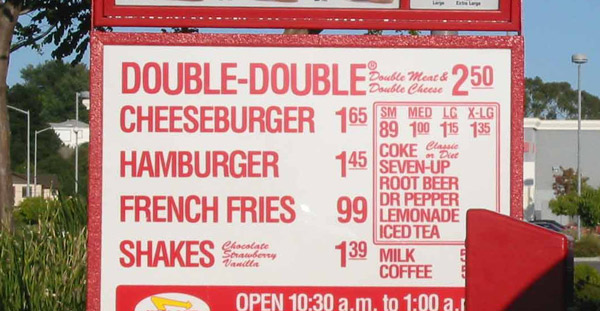 Large Extra Large
DOUBLE-DOUBLE® Double Meat & Double Cheese 2 50
CHEESEBURGER 1 65
HAMBURGER 1 45
FRENCH FRIES 99
SHAKES Chocolate Strawberry Vanilla 1 39
SM MED LG X-LG
89 1 00 1 15 1 35
COKE Classic or Diet
SEVEN-UP
ROOT BEER
DR PEPPER
LEMONADE
ICED TEA
MILK
COFFEE
OPEN 10:30 a.m. to 1:00 a.